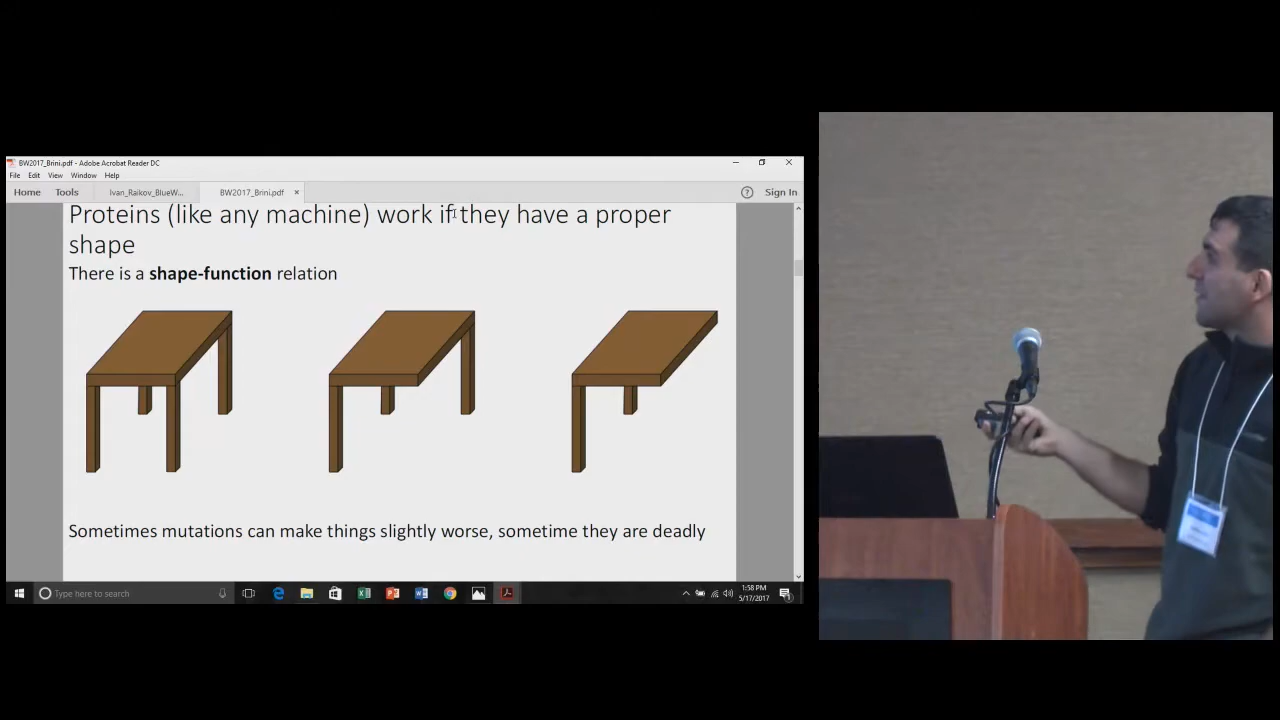 BW2017_Brini.pdf - Adobe Acrobat Reader DC
File Edit View Window Help
Home Tools Ivan_Raikov_BlueW... BW2017_Brini.pdf × Sign In
Proteins (like any machine) work if they have a proper
shape
There is a shape-function relation
Sometimes mutations can make things slightly worse, sometime they are deadly
Type here to search
1:58 PM
5/17/2017